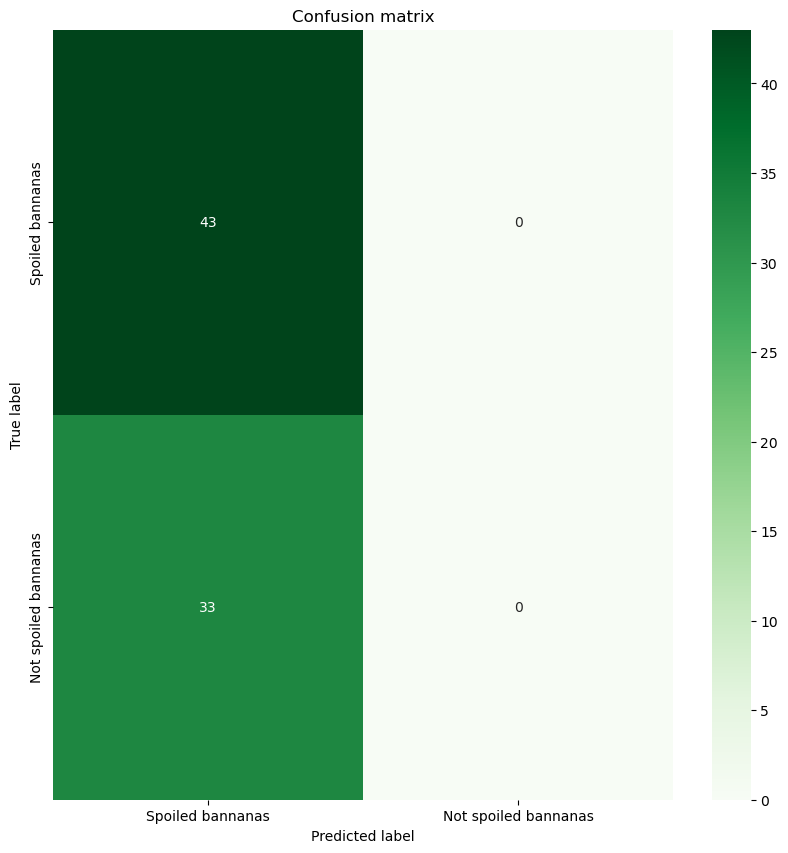 Confusion matrix
True label
Spoiled bannanas
Not spoiled bannanas
43
0
33
0
Spoiled bannanas
Not spoiled bannanas
Predicted label
40
35
30
25
20
15
10
5
0